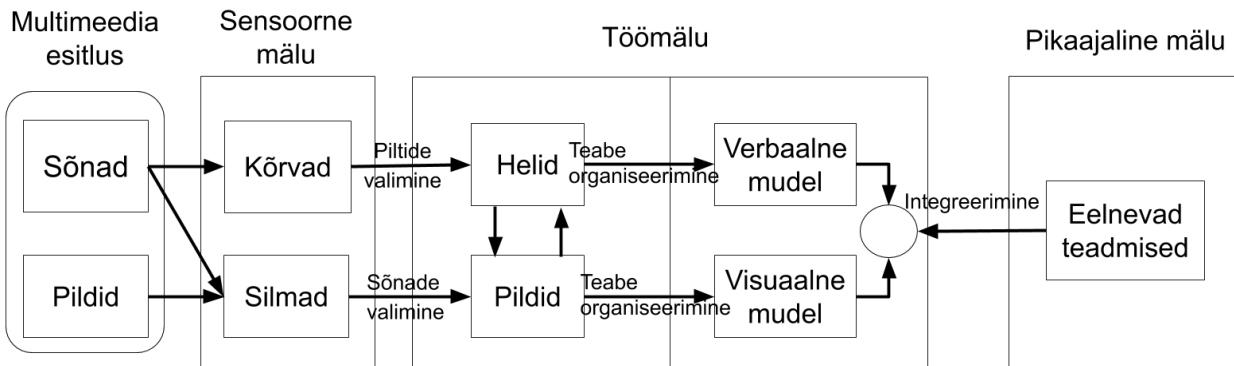 Multimeedia
esitlus
Sensoorne
mälu
Töömälu
Pikaajaline mälu
Sõnad
Kõrvad
Piltide
valimine
Helid
Teabe
organiseerimine
Verbaalne
mudel
Integreerimine
Eelnevad
teadmised
Pildid
Silmad
Sõnade
valimine
Pildid
Teabe
organiseerimine
Visuaalne
mudel